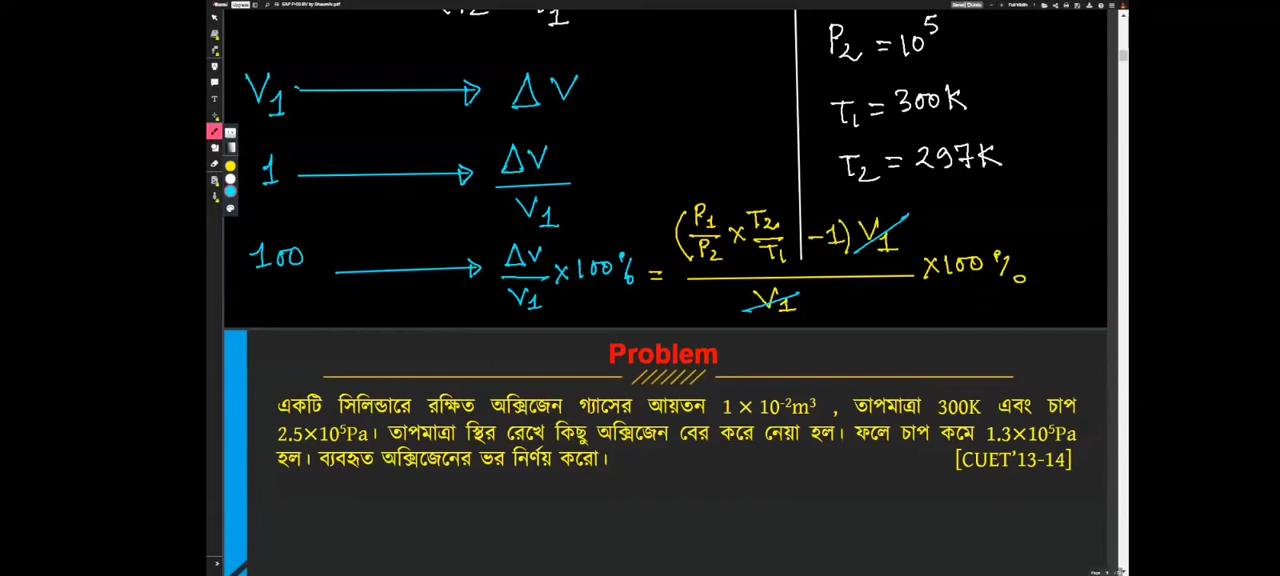 V₁ → ΔV
P₂ = 10⁵
T₁ = 300K
1 → ΔV/V₁
T₂ = 297K
100 → ΔV/V₁ × 100% = (P₁/P₂ × T₂/T₁ − 1) V₁/V₁ × 100%
Problem
একটি সিলিন্ডারে রক্ষিত অক্সিজেন গ্যাসের আয়তন 1 × 10⁻²m³ , তাপমাত্রা 300K এবং চাপ
2.5×10⁵Pa। তাপমাত্রা স্থির রেখে কিছু অক্সিজেন বের করে নেয়া হল। ফলে চাপ কমে 1.3×10⁵Pa
হল। ব্যবহৃত অক্সিজেনের ভর নির্ণয় করো। [CUET'13-14]